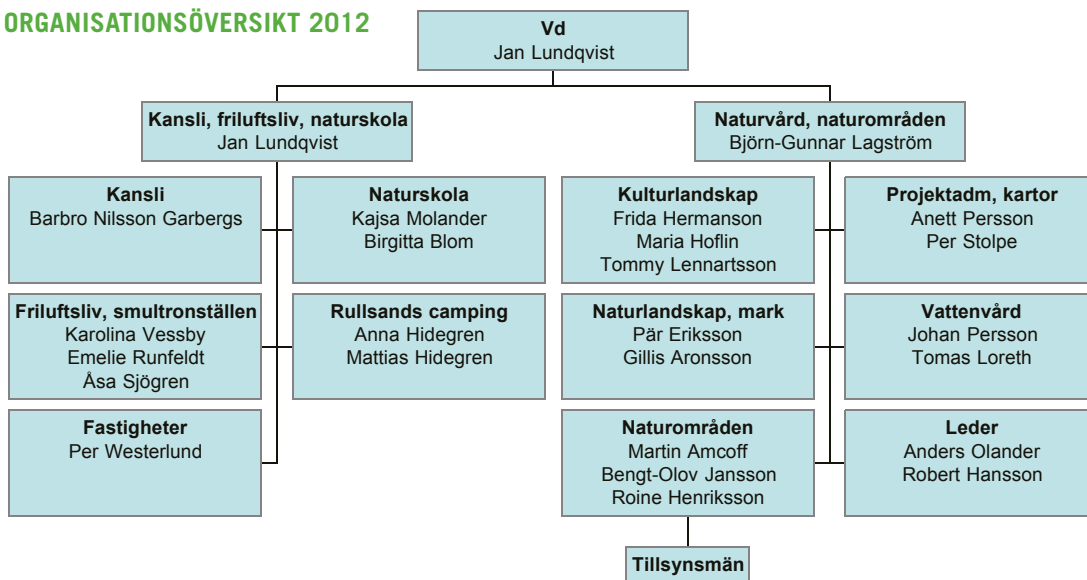 ORGANISATIONSÖVERSIKT 2012
Vd
Jan Lundqvist
Kansli, friluftsliv, naturskola
Jan Lundqvist
Naturvård, naturområden
Björn-Gunnar Lagström
Kansli
Barbro Nilsson Garbergs
Naturskola
Kajsa Molander
Birgitta Blom
Kulturlandskap
Frida Hermanson
Maria Hoflin
Tommy Lennartsson
Projektadm, kartor
Anett Persson
Per Stolpe
Friluftsliv, smultronställen
Karolina Vessby
Emelie Runfeldt
Åsa Sjögren
Rullsands camping
Anna Hidegren
Mattias Hidegren
Naturlandskap, mark
Pär Eriksson
Gillis Aronsson
Vattenvård
Johan Persson
Tomas Loreth
Fastigheter
Per Westerlund
Naturområden
Martin Amcoff
Bengt-Olov Jansson
Roine Henriksson
Leder
Anders Olander
Robert Hansson
Tillsynsmän